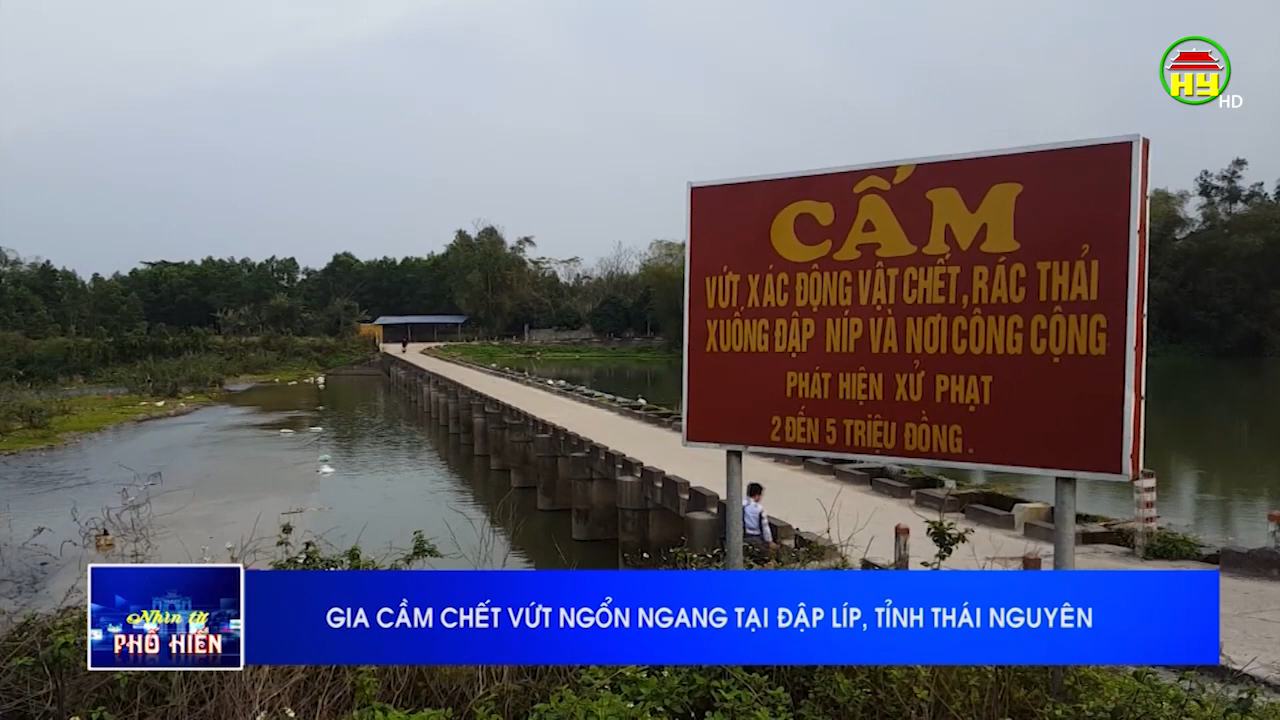 HY
HD
CẤM
VỨT XÁC ĐỘNG VẬT CHẾT, RÁC THẢI
XUỐNG ĐẬP NÍP VÀ NƠI CÔNG CỘNG
PHÁT HIỆN XỬ PHẠT
2 ĐẾN 5 TRIỆU ĐỒNG.
Nhìn từ
PHỐ HIẾN
GIA CẦM CHẾT VỨT NGỔN NGANG TẠI ĐẬP LÍP, TỈNH THÁI NGUYÊN